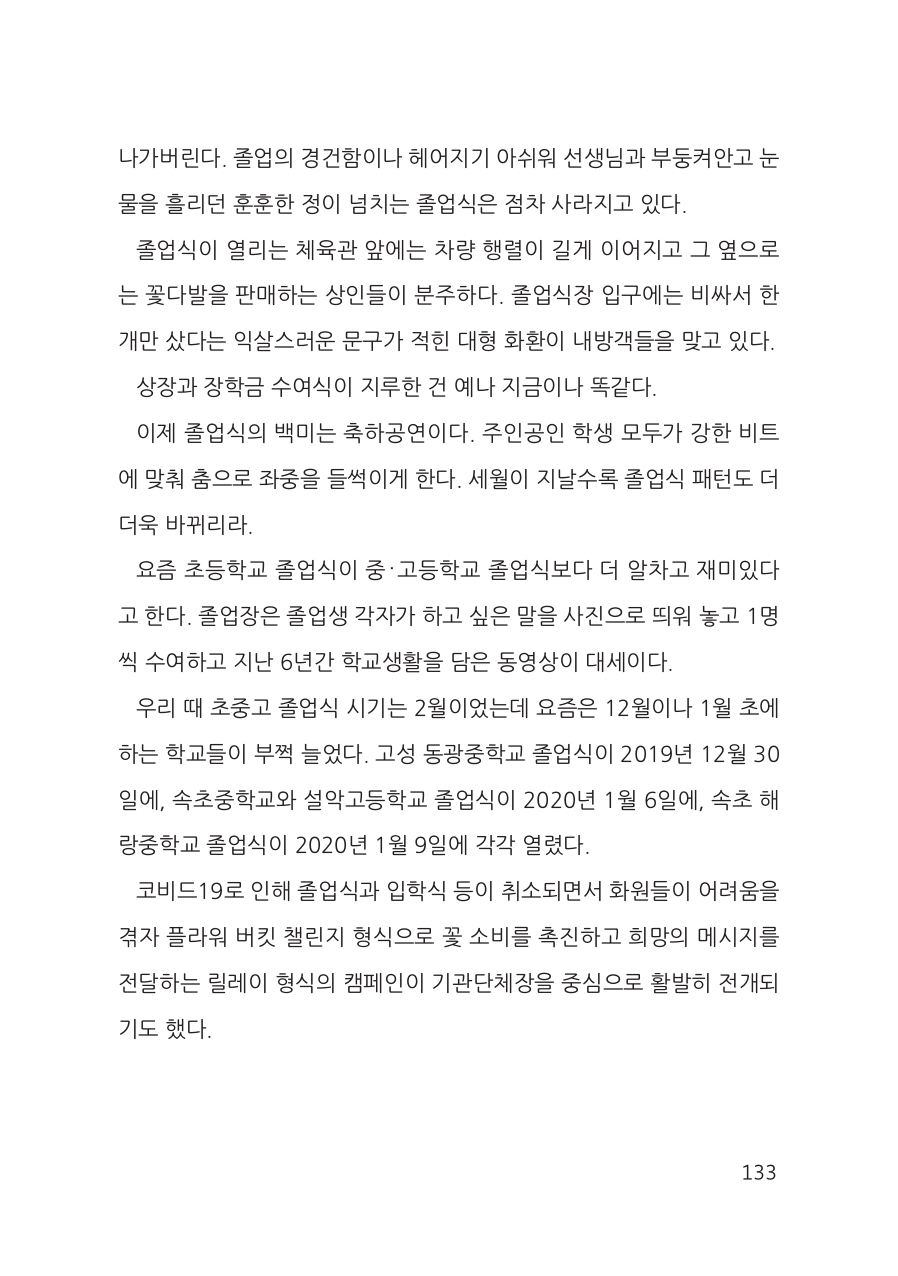 나가버린다. 졸업의 경건함이나 헤어지기 아쉬워 선생님과 부둥켜안고 눈
물을 흘리던 훈훈한 정이 넘치는 졸업식은 점차 사라지고 있다.
졸업식이 열리는 체육관 앞에는 차량 행렬이 길게 이어지고 그 옆으로
는 꽃다발을 판매하는 상인들이 분주하다. 졸업식장 입구에는 비싸서 한
개만 샀다는 익살스러운 문구가 적힌 대형 화환이 내방객들을 맞고 있다.
상장과 장학금 수여식이 지루한 건 예나 지금이나 똑같다.
이제 졸업식의 백미는 축하공연이다. 주인공인 학생 모두가 강한 비트
에 맞춰 춤으로 좌중을 들썩이게 한다. 세월이 지날수록 졸업식 패턴도 더
더욱 바뀌리라.
요즘 초등학교 졸업식이 중·고등학교 졸업식보다 더 알차고 재미있다
고 한다. 졸업장은 졸업생 각자가 하고 싶은 말을 사진으로 띄워 놓고 1명
씩 수여하고 지난 6년간 학교생활을 담은 동영상이 대세이다.
우리 때 초중고 졸업식 시기는 2월이었는데 요즘은 12월이나 1월 초에
하는 학교들이 부쩍 늘었다. 고성 동광중학교 졸업식이 2019년 12월 30
일에, 속초중학교와 설악고등학교 졸업식이 2020년 1월 6일에, 속초 해
랑중학교 졸업식이 2020년 1월 9일에 각각 열렸다.
코비드19로 인해 졸업식과 입학식 등이 취소되면서 화원들이 어려움을
겪자 플라워 버킷 챌린지 형식으로 꽃 소비를 촉진하고 희망의 메시지를
전달하는 릴레이 형식의 캠페인이 기관단체장을 중심으로 활발히 전개되
기도 했다.
133